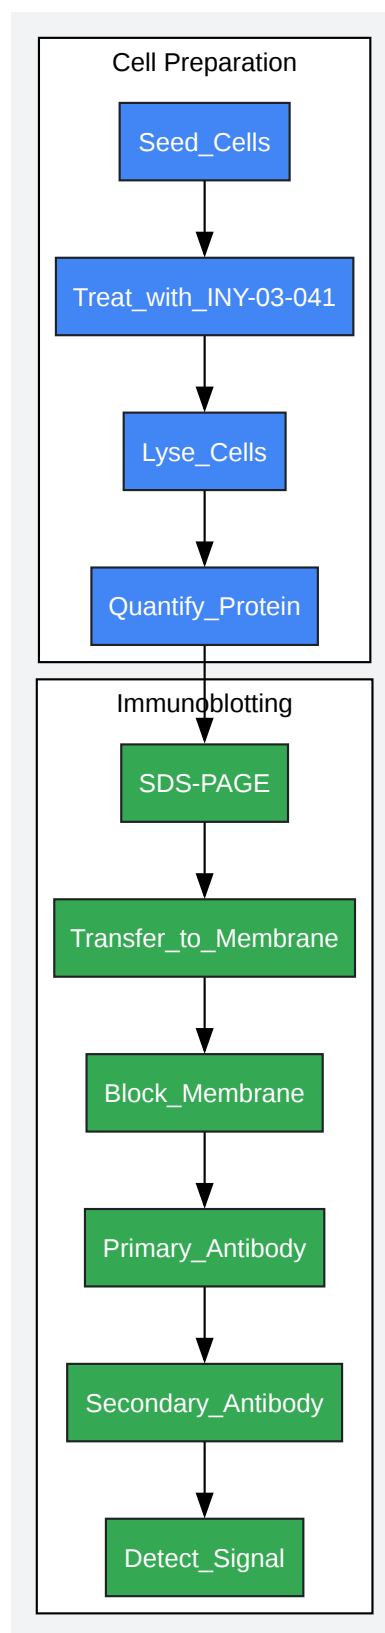 Cell Preparation
Seed_Cells
Treat_with_INY-03-041
Lyse_Cells
Quantify_Protein
Immunoblotting
SDS-PAGE
Transfer_to_Membrane
Block_Membrane
Primary_Antibody
Secondary_Antibody
Detect_Signal